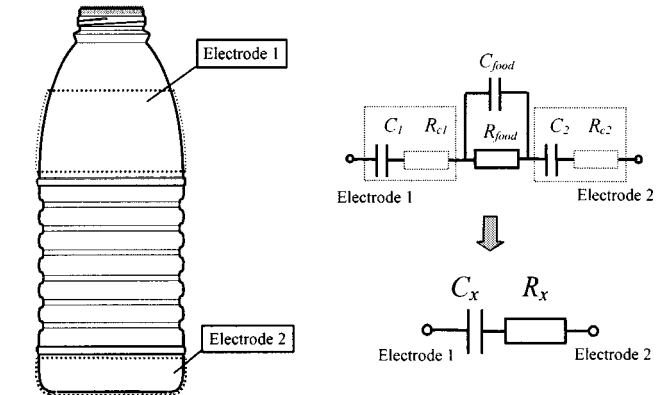 Electrode 1
Electrode 2
C_food
C_1 R_c1 R_food C_2 R_c2
Electrode 1 Electrode 2
C_x R_x
Electrode 1 Electrode 2